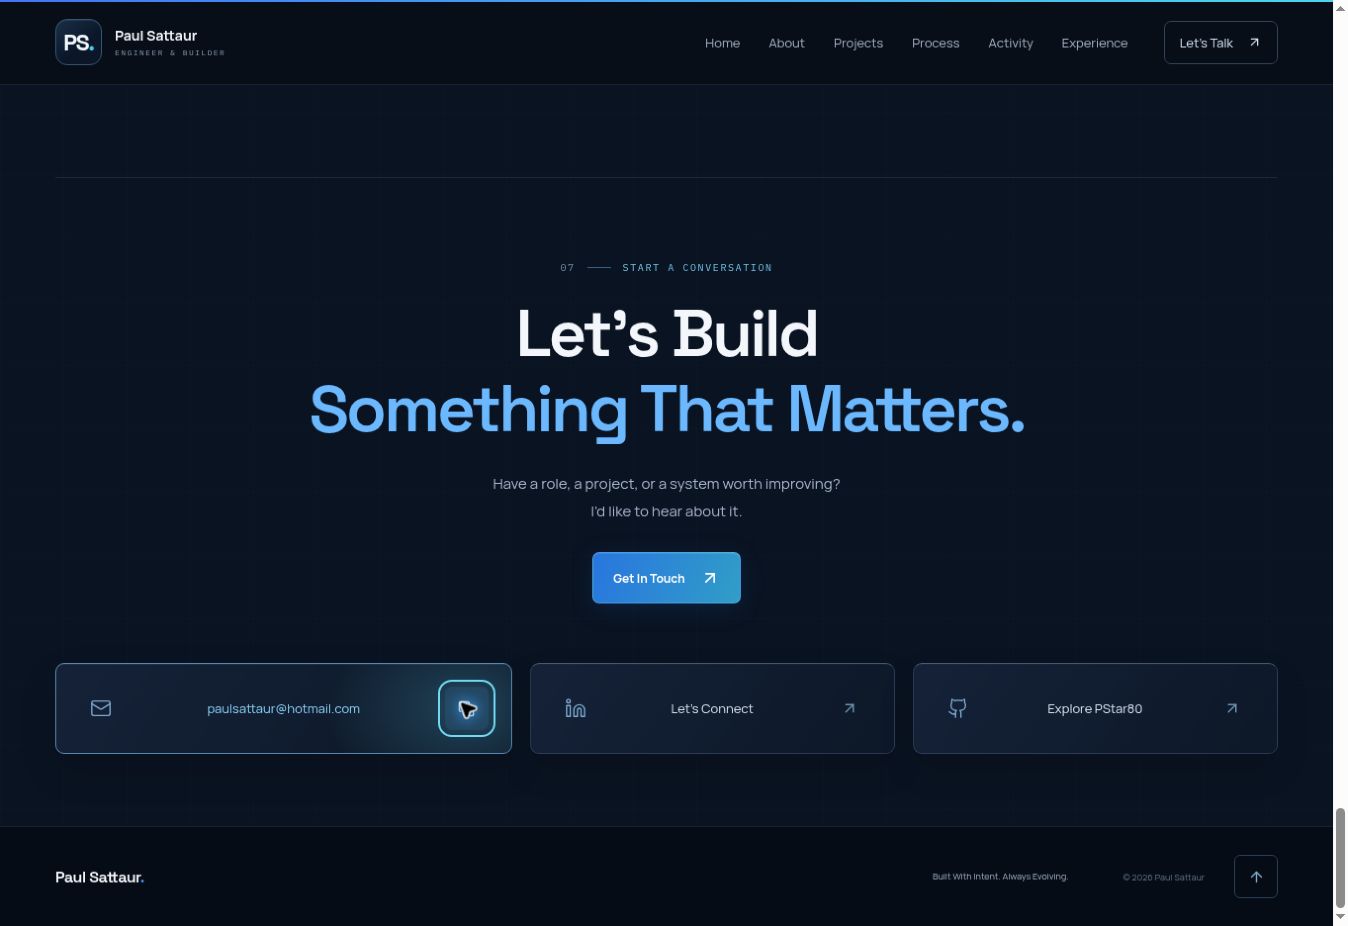 PS.
Paul Sattaur
ENGINEER & BUILDER
Home
About
Projects
Process
Activity
Experience
Let's Talk
07
START A CONVERSATION
Let’s Build
Something That Matters.
Have a role, a project, or a system worth improving?
I’d like to hear about it.
Get In Touch
paulsattaur@hotmail.com
Let's Connect
Explore PStar80
Paul Sattaur.
Built With Intent. Always Evolving.
© 2026 Paul Sattaur